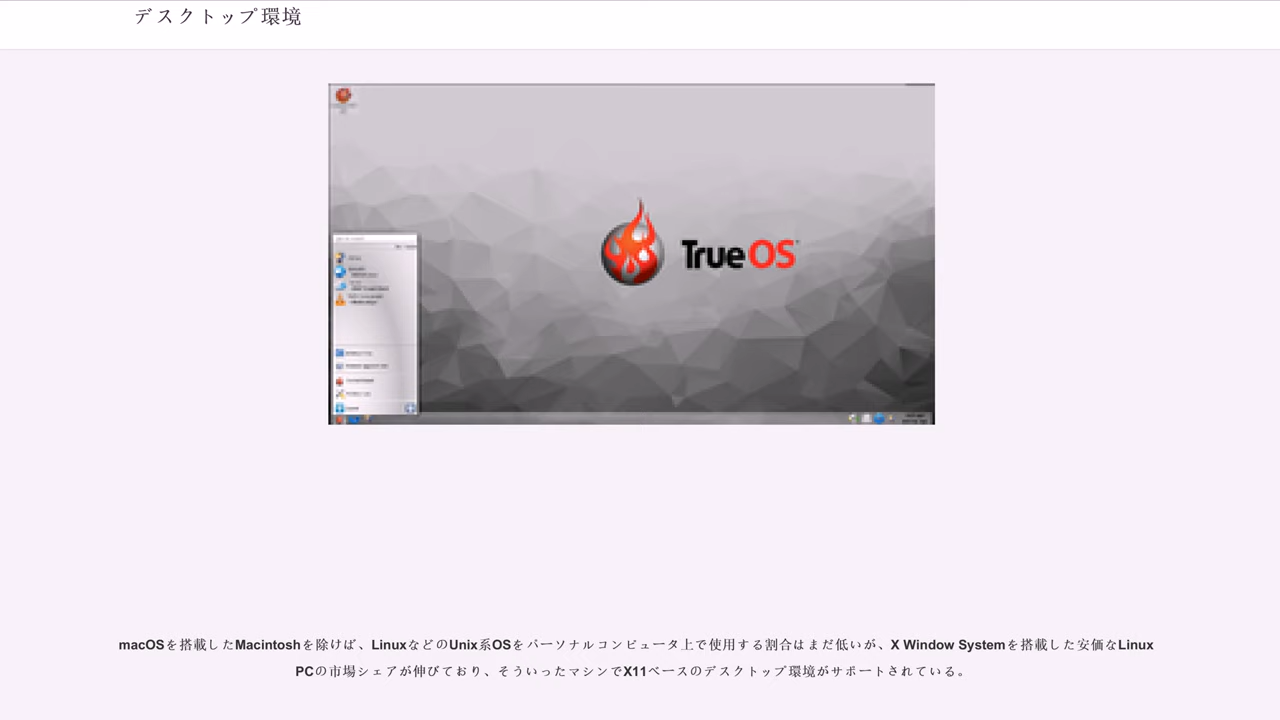 デスクトップ環境
TrueOS
macOSを搭載したMacintoshを除けば、LinuxなどのUnix系OSをパーソナルコンピュータ上で使用する割合はまだ低いが、X Window Systemを搭載した安価なLinux
PCの市場シェアが伸びており、そういったマシンでX11ベースのデスクトップ環境がサポートされている。